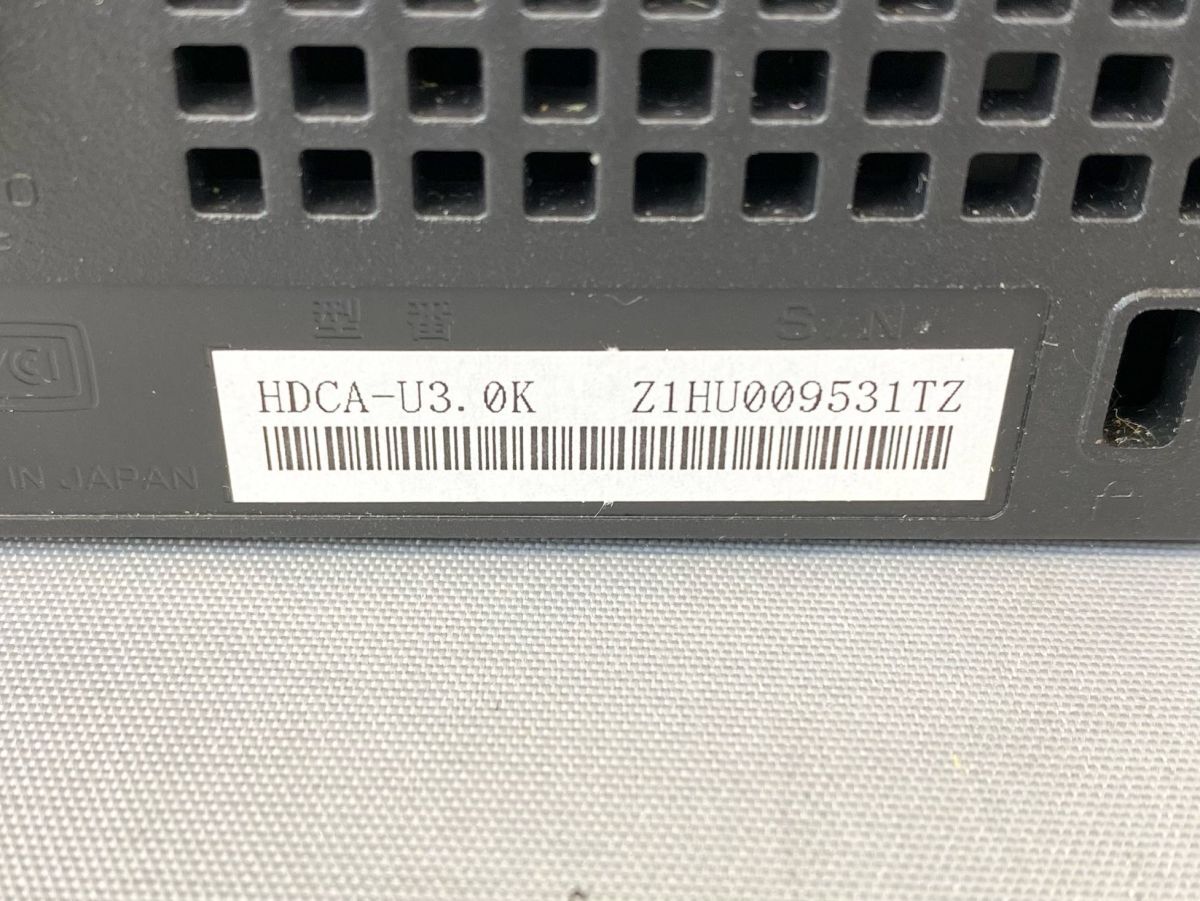 型番 S/N
HDCA-U3.0K Z1HU009531TZ
IN JAPAN